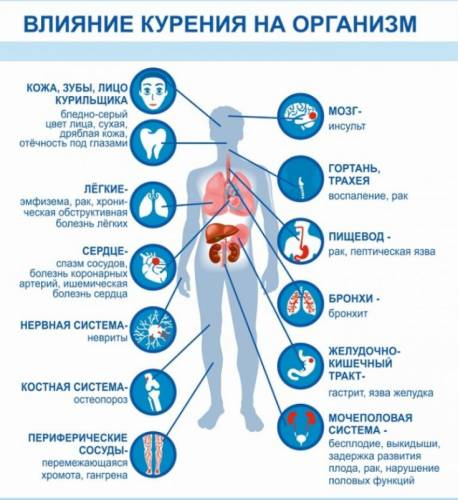 ВЛИЯНИЕ КУРЕНИЯ НА ОРГАНИЗМ
КОЖА, ЗУБЫ, ЛИЦО
КУРИЛЬЩИКА
бледно-серый
цвет лица, сухая,
дряблая кожа,
отёчность под глазами
ЛЁГКИЕ-
эмфизема, рак, хрони-
ческая обструктивная
болезнь лёгких
СЕРДЦЕ-
спазм сосудов,
болезнь коронарных
артерий, ишемическая
болезнь сердца
НЕРВНАЯ СИСТЕМА-
невриты
КОСТНАЯ СИСТЕМА-
остеопороз
ПЕРИФЕРИЧЕСКИЕ
СОСУДЫ-
перемежающаяся
хромота, гангрена
МОЗГ-
инсульт
ГОРТАНЬ,
ТРАХЕЯ
воспаление, рак
ПИЩЕВОД -
рак, пептическая язва
БРОНХИ -
бронхит
ЖЕЛУДОЧНО-
КИШЕЧНЫЙ
ТРАКТ-
гастрит, язва желудка
МОЧЕПОЛОВАЯ
СИСТЕМА -
бесплодие, выкидыши,
задержка развития
плода, рак, нарушение
половых функций